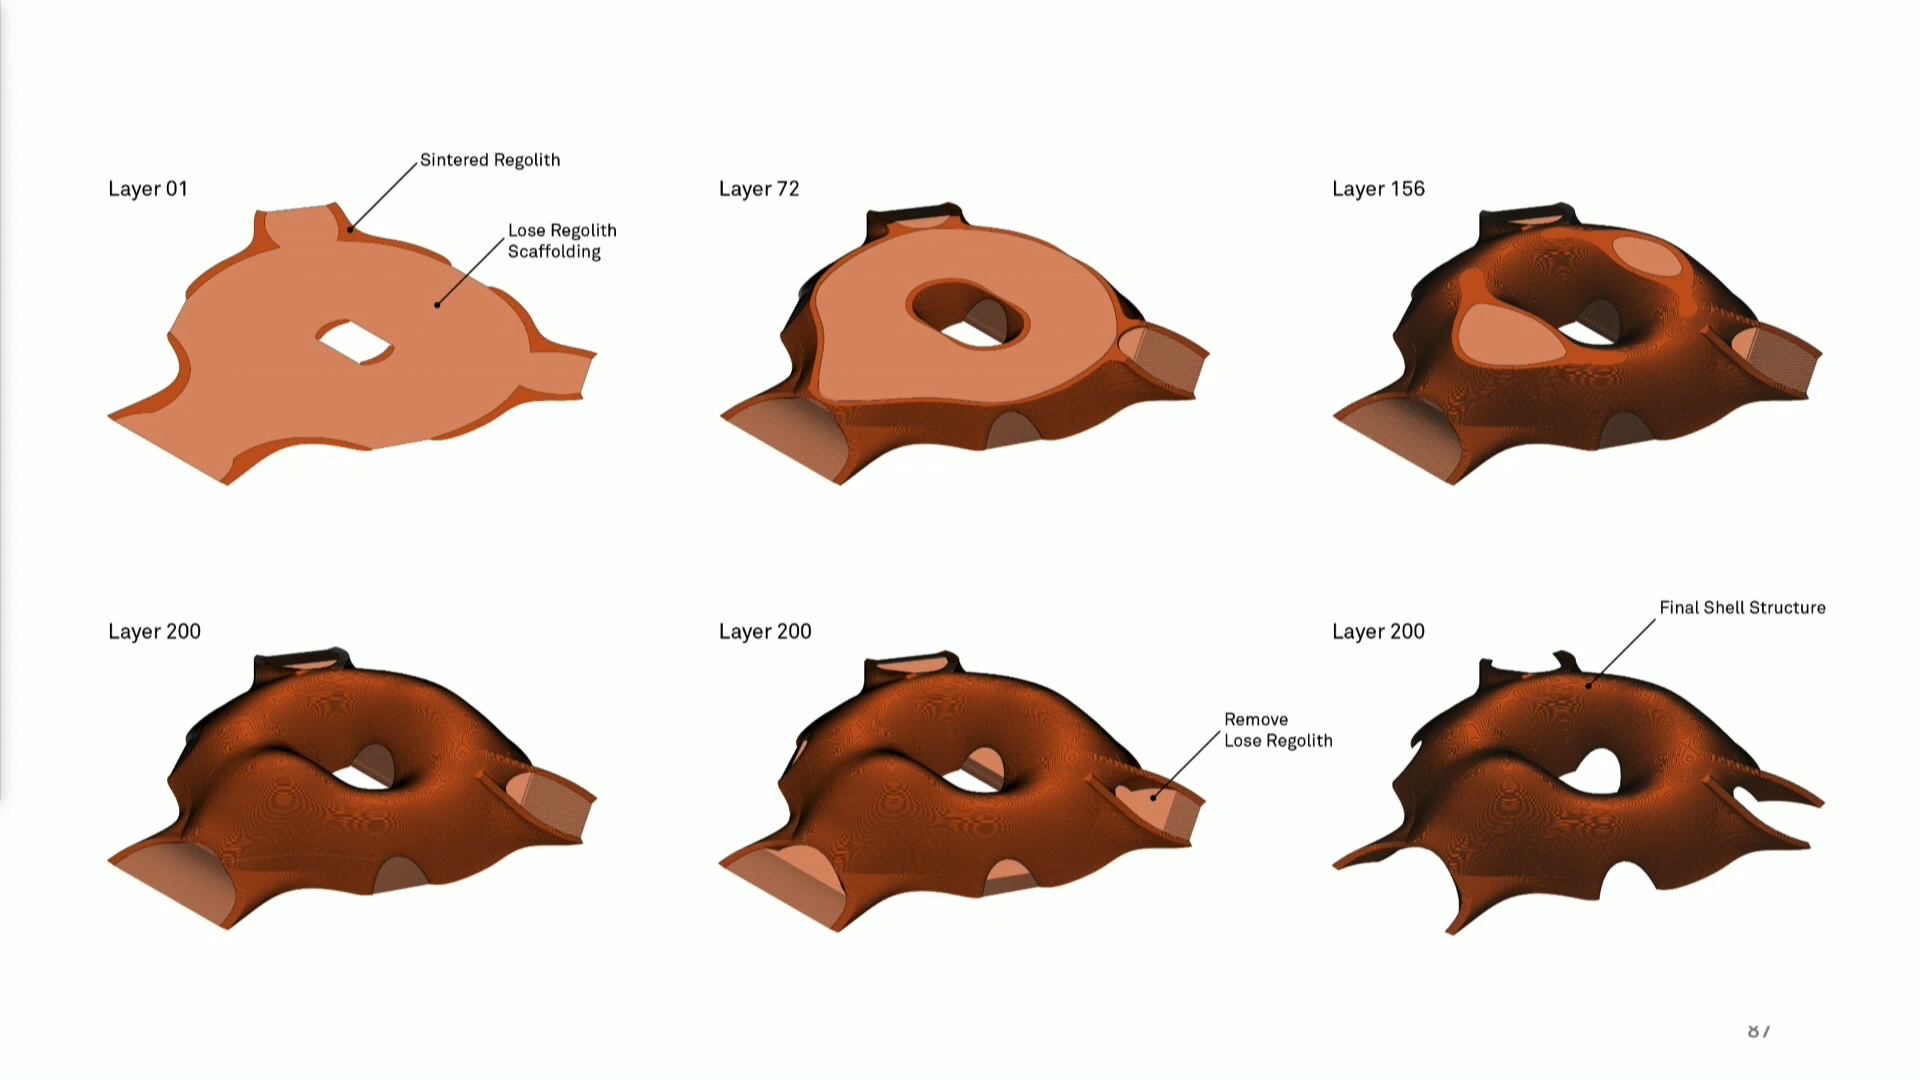 Sintered Regolith
Layer 01
Lose Regolith
Scaffolding
Layer 72
Layer 156
Layer 200
Layer 200
Remove
Lose Regolith
Layer 200
Final Shell Structure
87